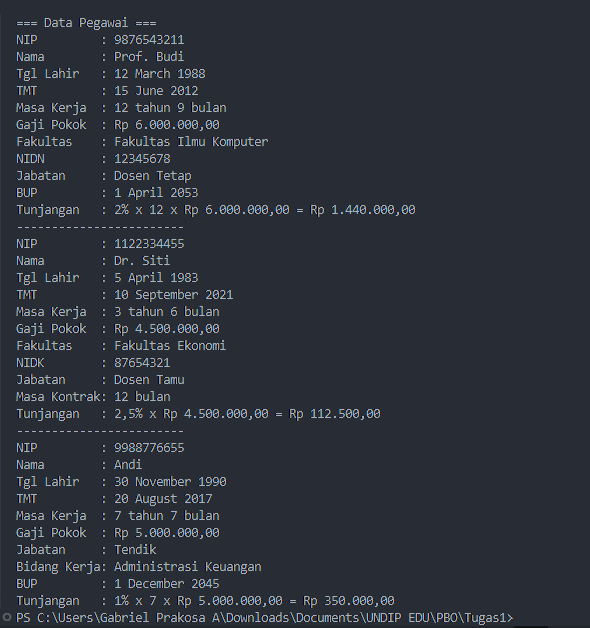 === Data Pegawai ===
NIP         : 9876543211
Nama        : Prof. Budi
Tgl Lahir   : 12 March 1988
TMT         : 15 June 2012
Masa Kerja  : 12 tahun 9 bulan
Gaji Pokok  : Rp 6.000.000,00
Fakultas    : Fakultas Ilmu Komputer
NIDN        : 12345678
Jabatan     : Dosen Tetap
BUP         : 1 April 2053
Tunjangan   : 2% x 12 x Rp 6.000.000,00 = Rp 1.440.000,00
------------------------
NIP         : 1122334455
Nama        : Dr. Siti
Tgl Lahir   : 5 April 1983
TMT         : 10 September 2021
Masa Kerja  : 3 tahun 6 bulan
Gaji Pokok  : Rp 4.500.000,00
Fakultas    : Fakultas Ekonomi
NIDK        : 87654321
Jabatan     : Dosen Tamu
Masa Kontrak: 12 bulan
Tunjangan   : 2,5% x Rp 4.500.000,00 = Rp 112.500,00
------------------------
NIP         : 9988776655
Nama        : Andi
Tgl Lahir   : 30 November 1990
TMT         : 20 August 2017
Masa Kerja  : 7 tahun 7 bulan
Gaji Pokok  : Rp 5.000.000,00
Jabatan     : Tendik
Bidang Kerja: Administrasi Keuangan
BUP         : 1 December 2045
Tunjangan   : 1% x 7 x Rp 5.000.000,00 = Rp 350.000,00
PS C:\Users\Gabriel Prakosa A\Downloads\Documents\UNDIP EDU\PBO\Tugas1>